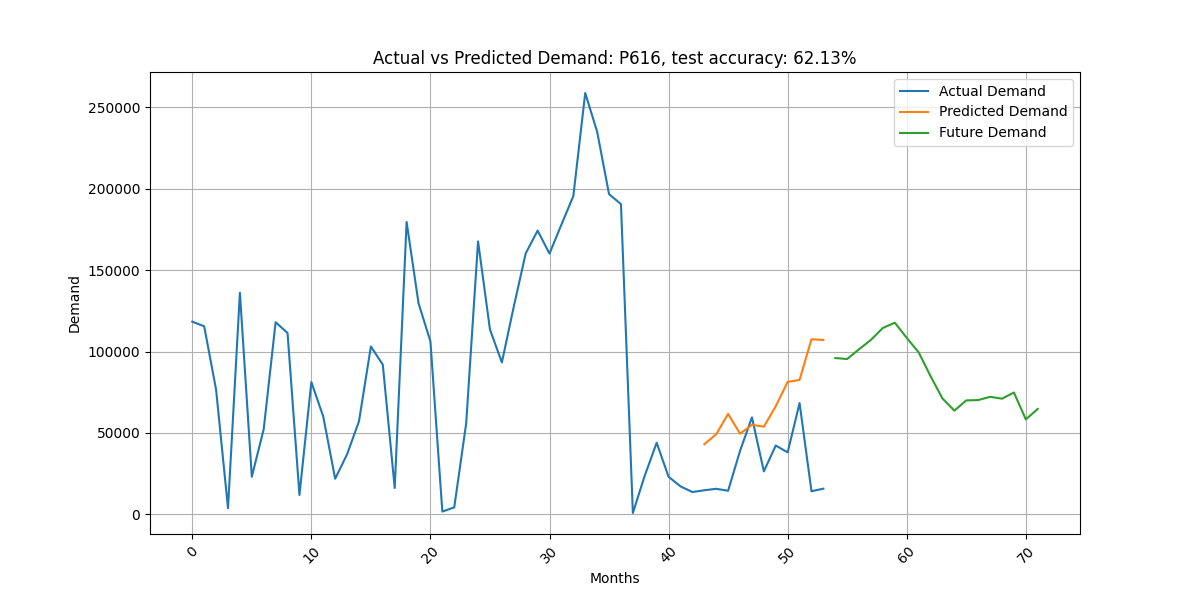 Actual vs Predicted Demand: P616, test accuracy: 62.13%
Actual Demand
Predicted Demand
Future Demand
250000
200000
150000
100000
50000
0
Demand
0 10 20 30 40 50 60 70
Months